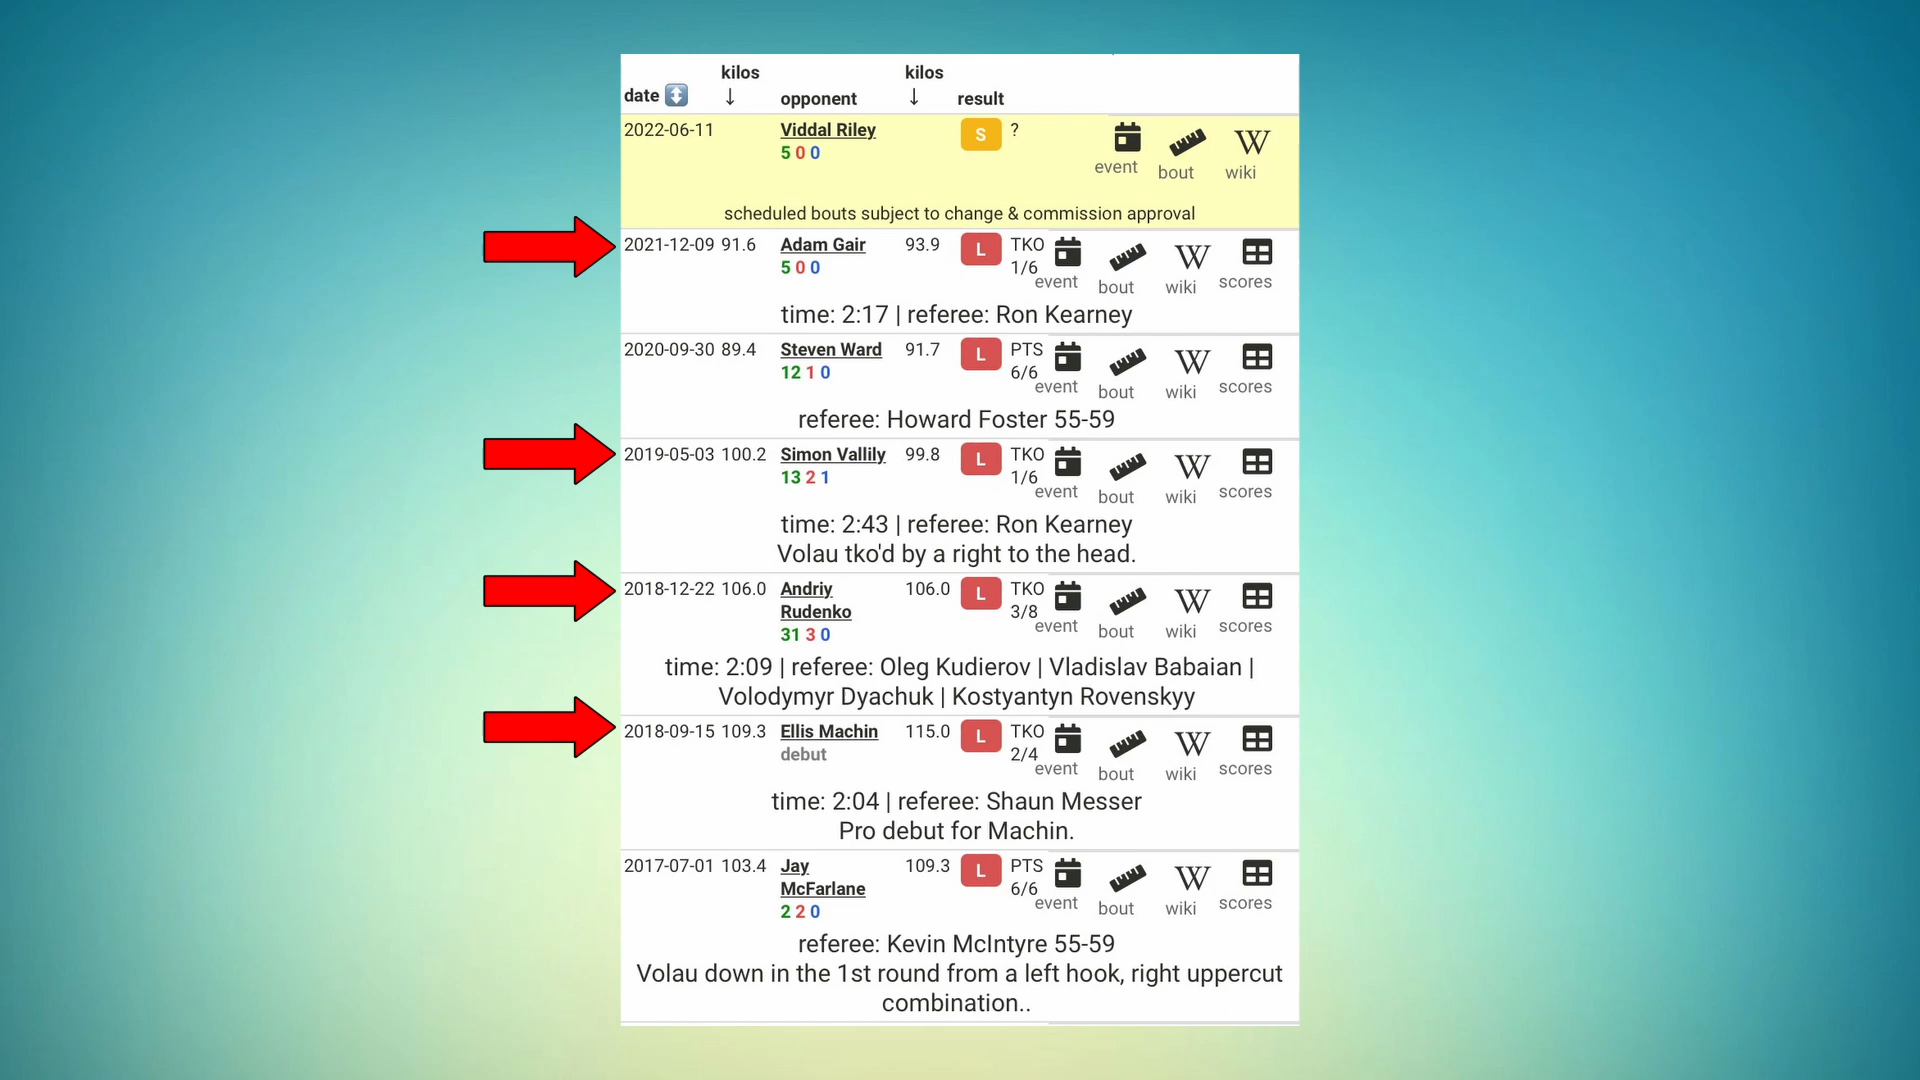 kilos kilos
date ↓ opponent ↓ result
2022-06-11 Viddal Riley S ?
5 0 0
event bout wiki
scheduled bouts subject to change & commission approval
2021-12-09 91.6 Adam Gair 93.9 L TKO
5 0 0 1/6
event bout wiki scores
time: 2:17 | referee: Ron Kearney
2020-09-30 89.4 Steven Ward 91.7 L PTS
12 1 0 6/6
event bout wiki scores
referee: Howard Foster 55-59
2019-05-03 100.2 Simon Vallily 99.8 L TKO
13 2 1 1/6
event bout wiki scores
time: 2:43 | referee: Ron Kearney
Volau tko'd by a right to the head.
2018-12-22 106.0 Andriy 106.0 L TKO
Rudenko 3/8
31 3 0 event bout wiki scores
time: 2:09 | referee: Oleg Kudierov | Vladislav Babaian |
Volodymyr Dyachuk | Kostyantyn Rovenskyy
2018-09-15 109.3 Ellis Machin 115.0 L TKO
debut 2/4
event bout wiki scores
time: 2:04 | referee: Shaun Messer
Pro debut for Machin.
2017-07-01 103.4 Jay 109.3 L PTS
McFarlane 6/6
2 2 0 event bout wiki scores
referee: Kevin McIntyre 55-59
Volau down in the 1st round from a left hook, right uppercut
combination..